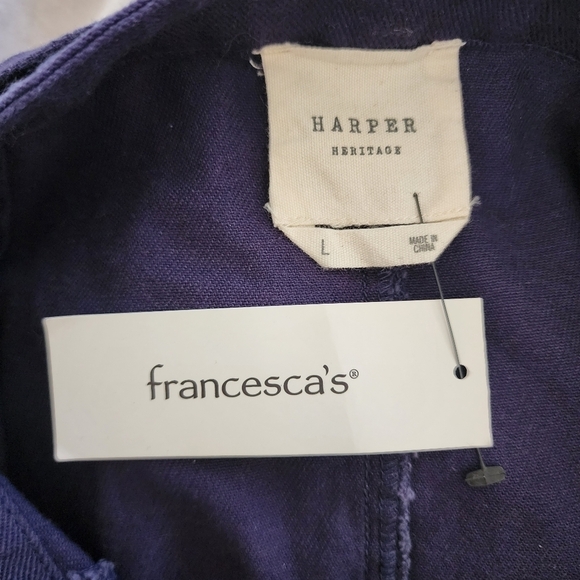 HARPER
HERITAGE
L
MADE IN
CHINA
francesca's®